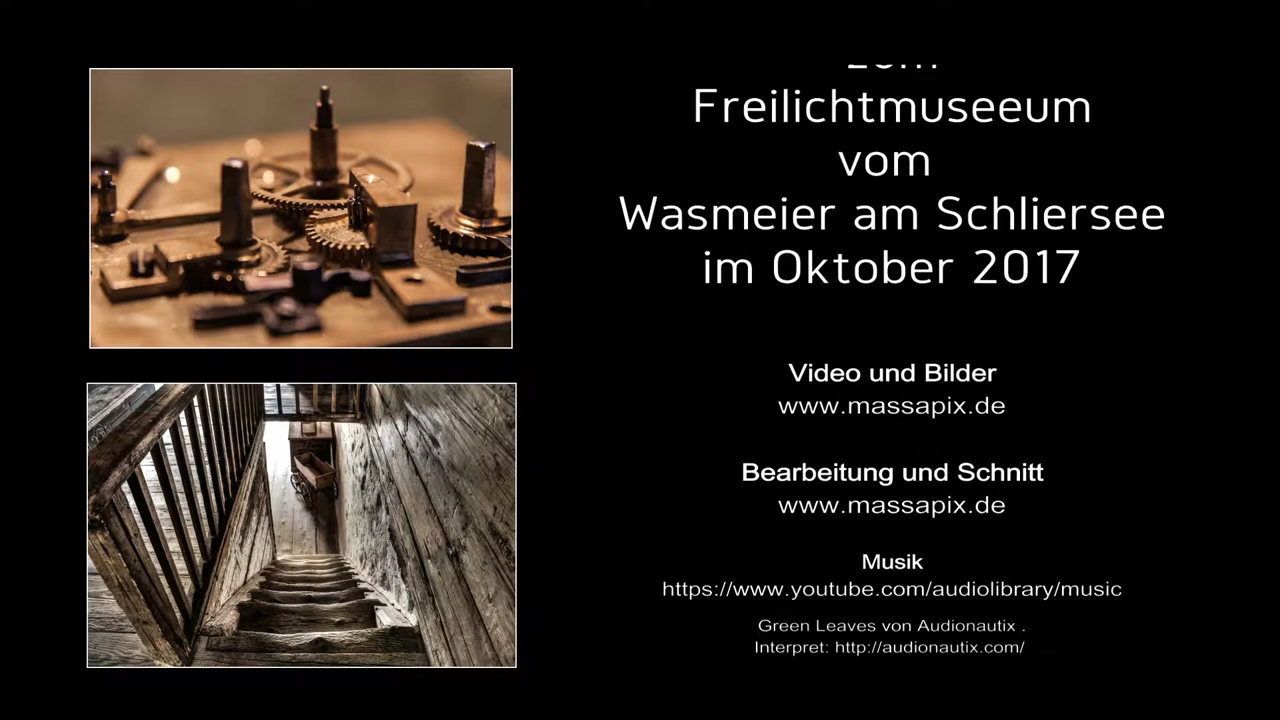 Freilichtmuseeum
vom
Wasmeier am Schliersee
im Oktober 2017
Video und Bilder
www.massapix.de
Bearbeitung und Schnitt
www.massapix.de
Musik
https://www.youtube.com/audiolibrary/music
Green Leaves von Audionautix .
Interpret: http://audionautix.com/